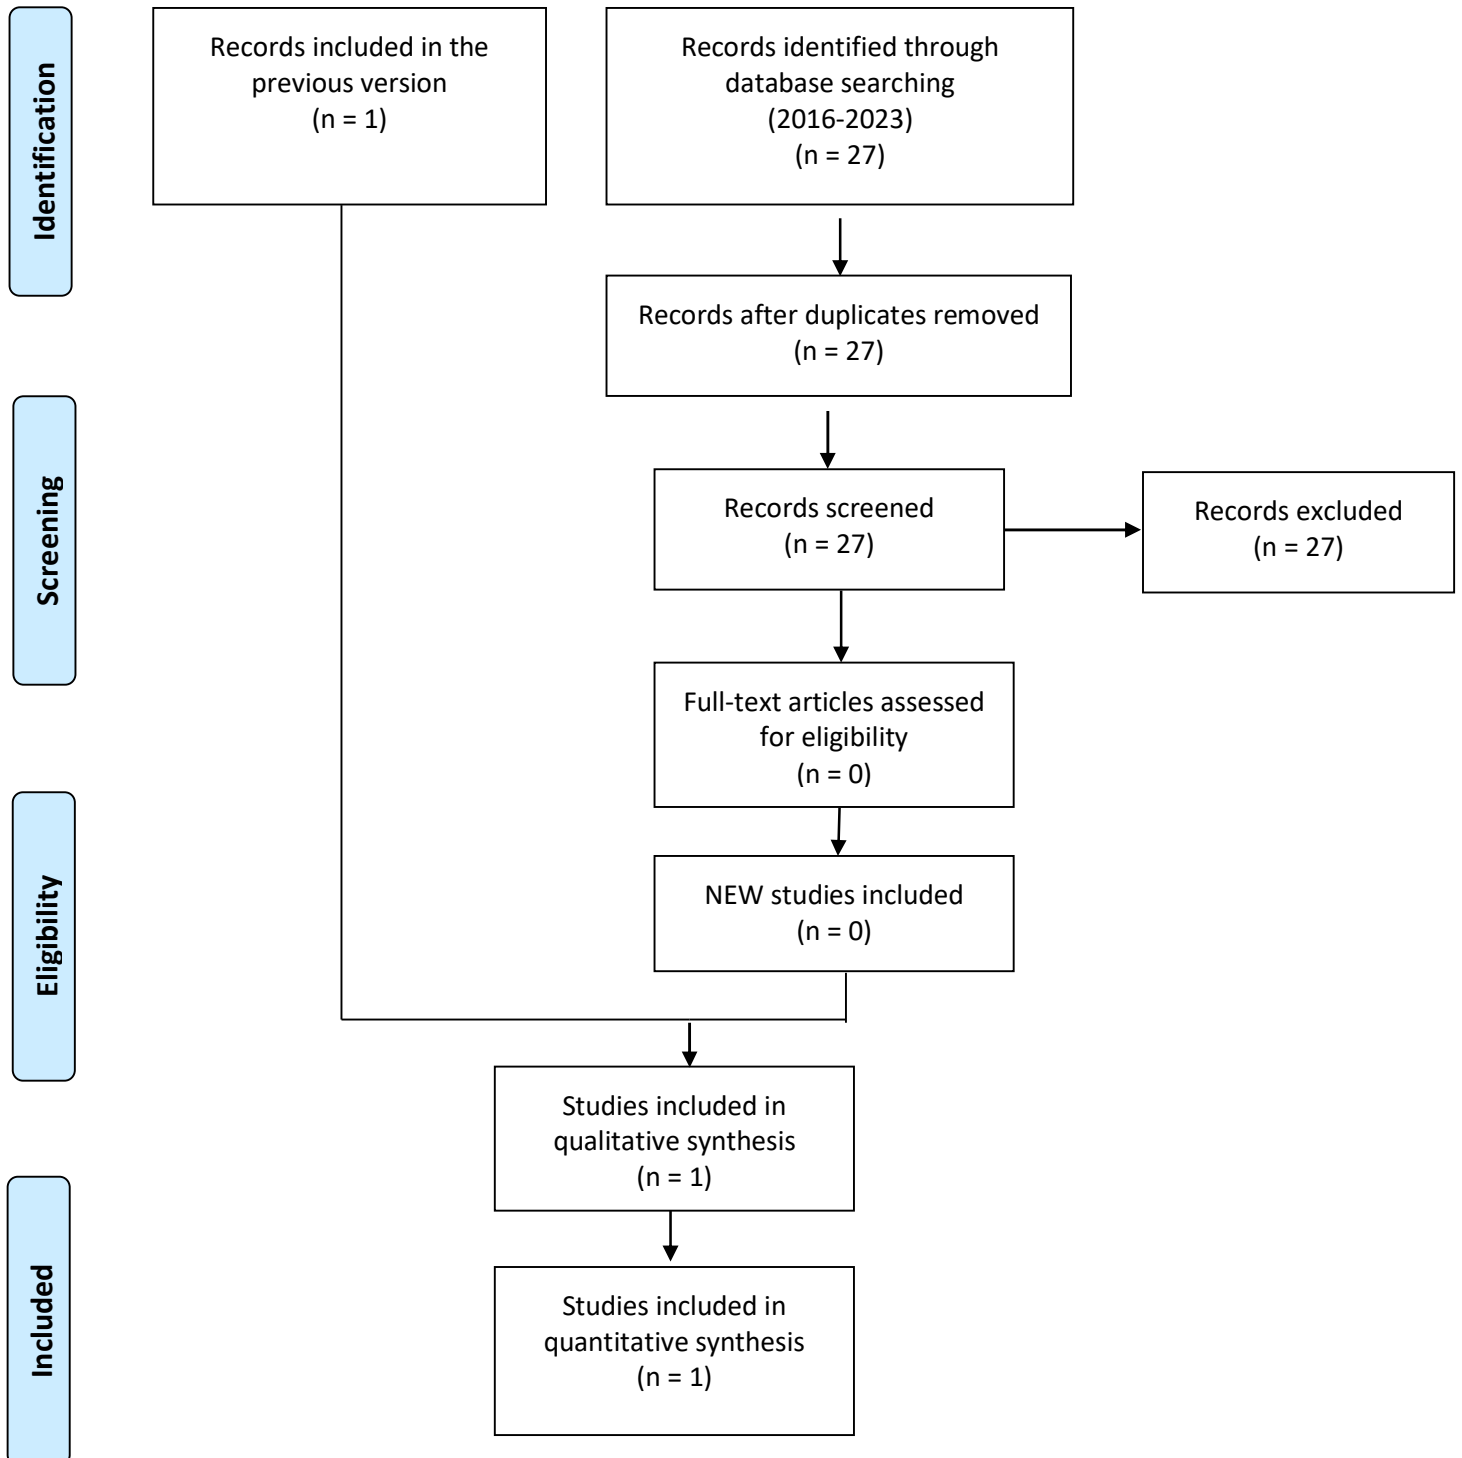 Identification
Records included in the
previous version
(n = 1)
Records identified through
database searching
(2016-2023)
(n = 27)
Records after duplicates removed
(n = 27)
Screening
Records screened
(n = 27)
Records excluded
(n = 27)
Full-text articles assessed
for eligibility
(n = 0)
Eligibility
NEW studies included
(n = 0)
Studies included in
qualitative synthesis
(n = 1)
Included
Studies included in
quantitative synthesis
(n = 1)